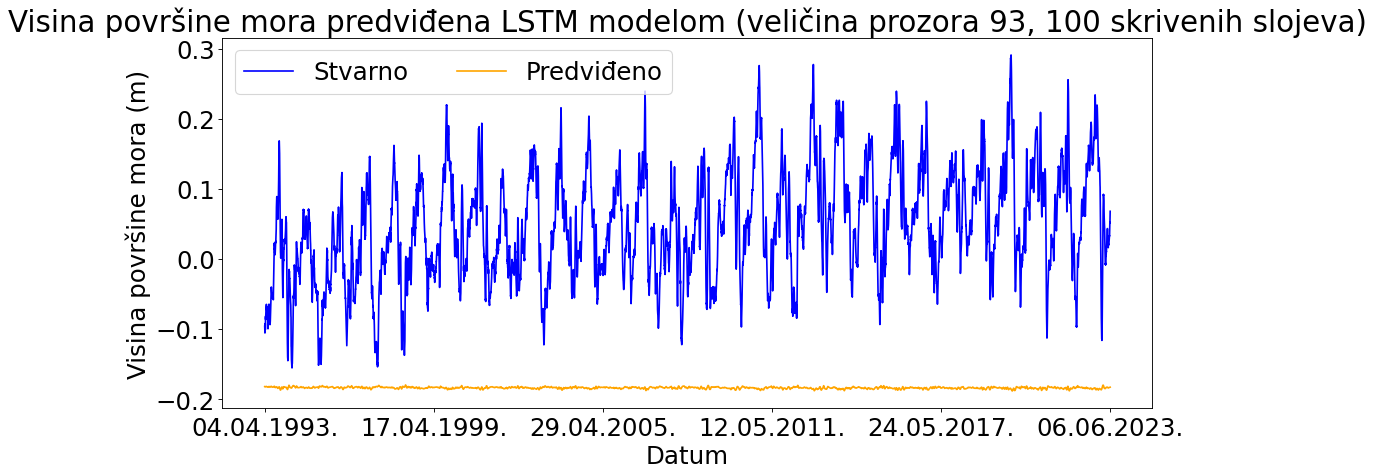 Visina površine mora predviđena LSTM modelom (veličina prozora 93, 100 skrivenih slojeva)
Stvarno
Predviđeno
Visina površine mora (m)
0.3
0.2
0.1
0.0
−0.1
−0.2
04.04.1993.
17.04.1999.
29.04.2005.
12.05.2011.
24.05.2017.
06.06.2023.
Datum